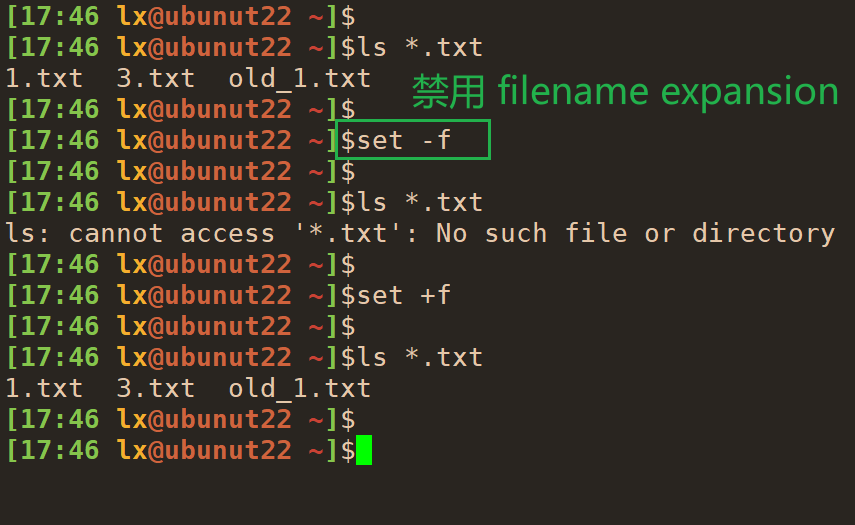 [17:46 lx@ubunut22 ~]$
[17:46 lx@ubunut22 ~]$ls *.txt
1.txt  3.txt  old_1.txt
禁用 filename expansion
[17:46 lx@ubunut22 ~]$
[17:46 lx@ubunut22 ~]$set -f
[17:46 lx@ubunut22 ~]$
[17:46 lx@ubunut22 ~]$ls *.txt
ls: cannot access '*.txt': No such file or directory
[17:46 lx@ubunut22 ~]$
[17:46 lx@ubunut22 ~]$set +f
[17:46 lx@ubunut22 ~]$
[17:46 lx@ubunut22 ~]$ls *.txt
1.txt  3.txt  old_1.txt
[17:46 lx@ubunut22 ~]$
[17:46 lx@ubunut22 ~]$